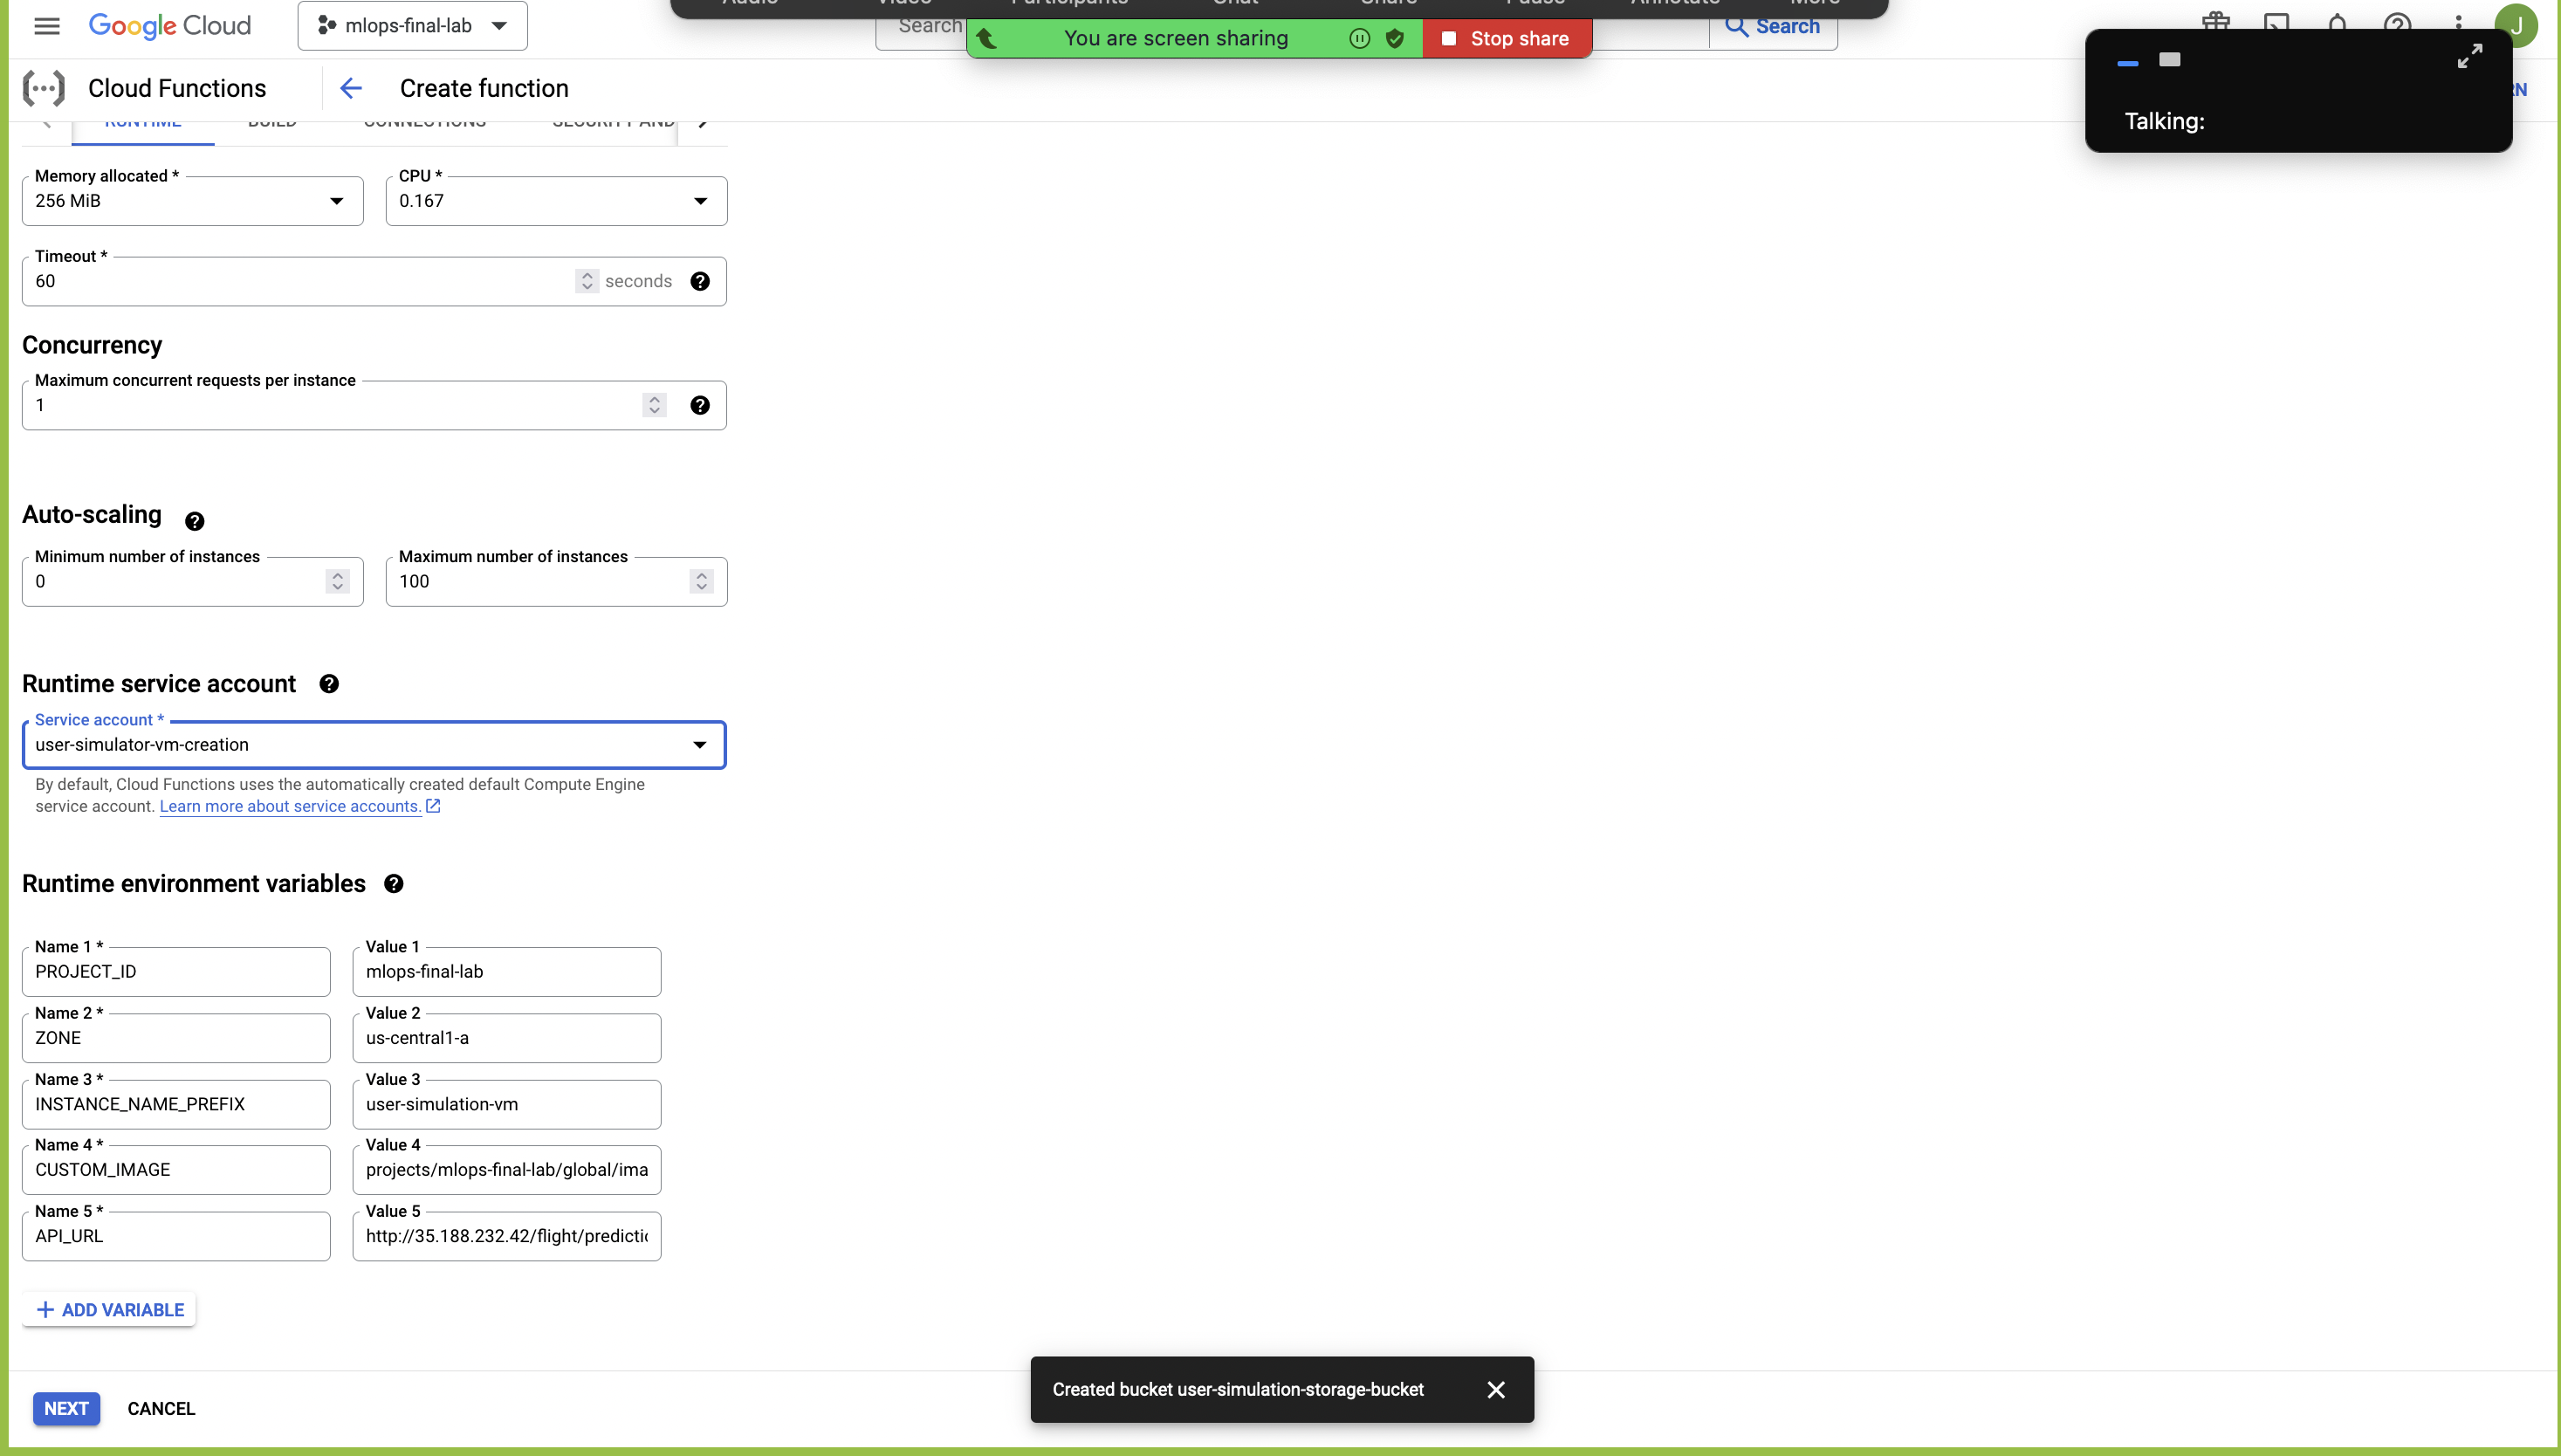 Google Cloud
mlops-final-lab
Search
You are screen sharing
Stop share
Search
J
Cloud Functions
Create function
Talking:
RUNTIME
BUILD
CONNECTIONS
SECURITY AND
Memory allocated *
256 MiB
CPU *
0.167
Timeout *
60
seconds
Concurrency
Maximum concurrent requests per instance
1
Auto-scaling
Minimum number of instances
0
Maximum number of instances
100
Runtime service account
Service account *
user-simulator-vm-creation
By default, Cloud Functions uses the automatically created default Compute Engine
service account. Learn more about service accounts.
Runtime environment variables
Name 1 *
PROJECT_ID
Value 1
mlops-final-lab
Name 2 *
ZONE
Value 2
us-central1-a
Name 3 *
INSTANCE_NAME_PREFIX
Value 3
user-simulation-vm
Name 4 *
CUSTOM_IMAGE
Value 4
projects/mlops-final-lab/global/ima
Name 5 *
API_URL
Value 5
http://35.188.232.42/flight/predictic
ADD VARIABLE
Created bucket user-simulation-storage-bucket
NEXT
CANCEL